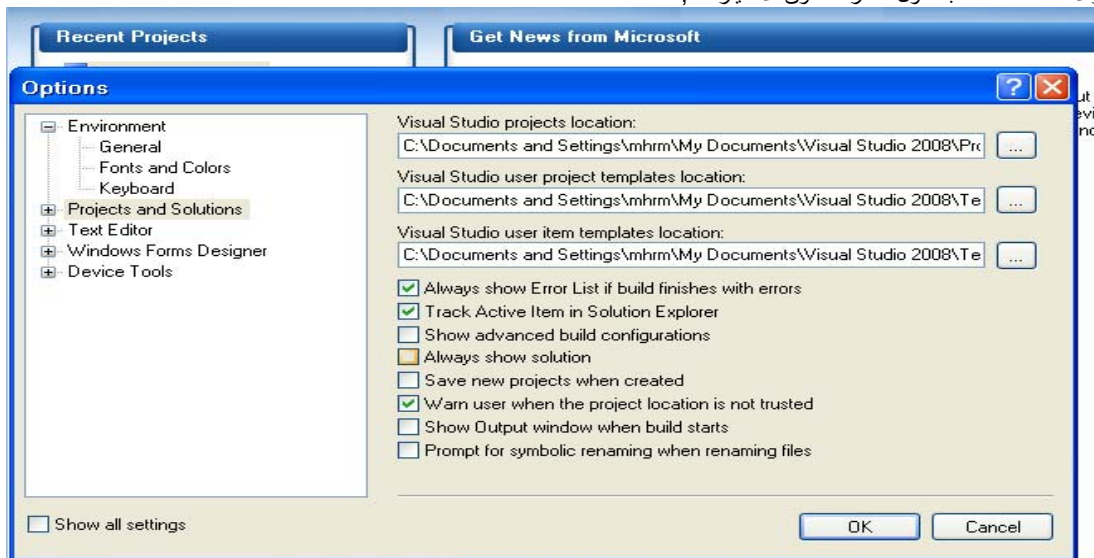 Recent Projects
Get News from Microsoft
Options
Environment
General
Fonts and Colors
Keyboard
Projects and Solutions
Text Editor
Windows Forms Designer
Device Tools
Visual Studio projects location:
C:\Documents and Settings\mhrm\My Documents\Visual Studio 2008\Pro
...
Visual Studio user project templates location:
C:\Documents and Settings\mhrm\My Documents\Visual Studio 2008\Te
...
Visual Studio user item templates location:
C:\Documents and Settings\mhrm\My Documents\Visual Studio 2008\Te
...
Always show Error List if build finishes with errors
Track Active Item in Solution Explorer
Show advanced build configurations
Always show solution
Save new projects when created
Warn user when the project location is not trusted
Show Output window when build starts
Prompt for symbolic renaming when renaming files
Show all settings
OK
Cancel